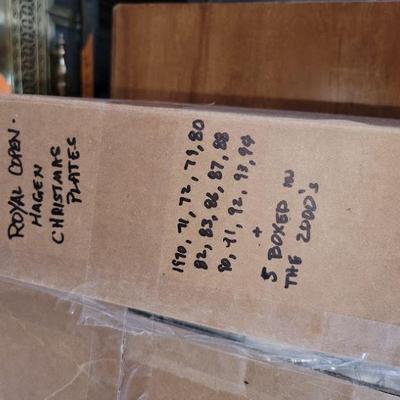 ROYAL COPEN-
HAGEN
CHRISTMAS
PLATES
1970, 71, 72, 79, 80
82, 83, 86, 87, 88
90, 91, 92, 93, 94
+
5 BOXED IN
THE 2000's